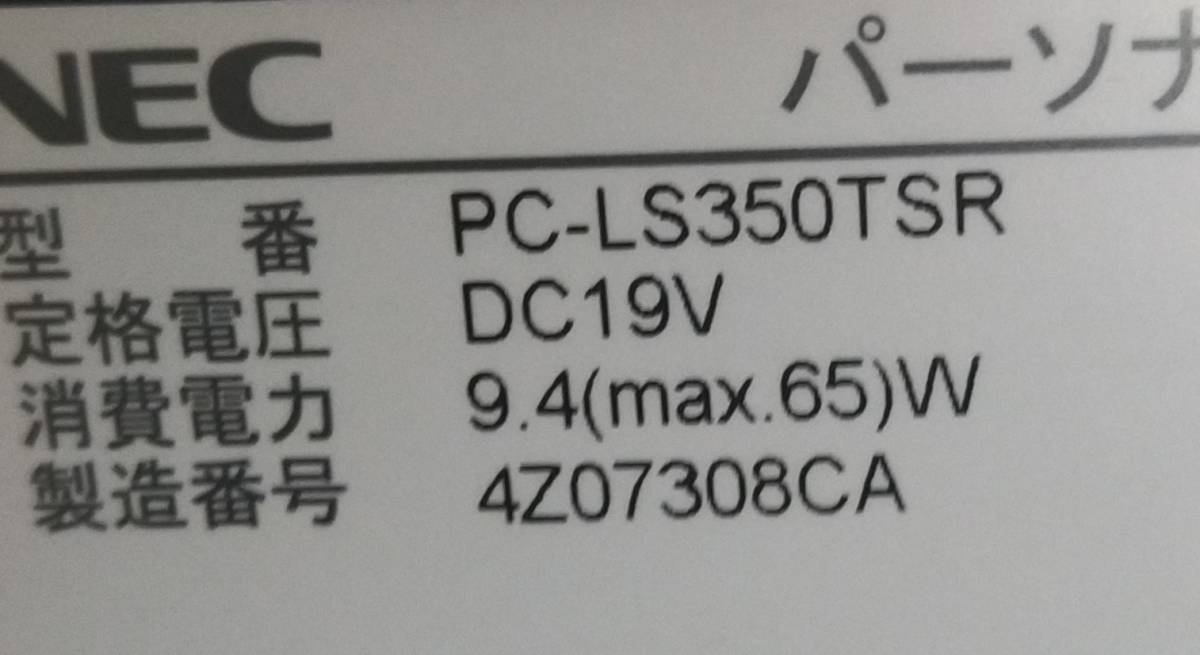 NEC パーソナ
型番 PC-LS350TSR
定格電圧 DC19V
消費電力 9.4(max.65)W
製造番号 4Z07308CA